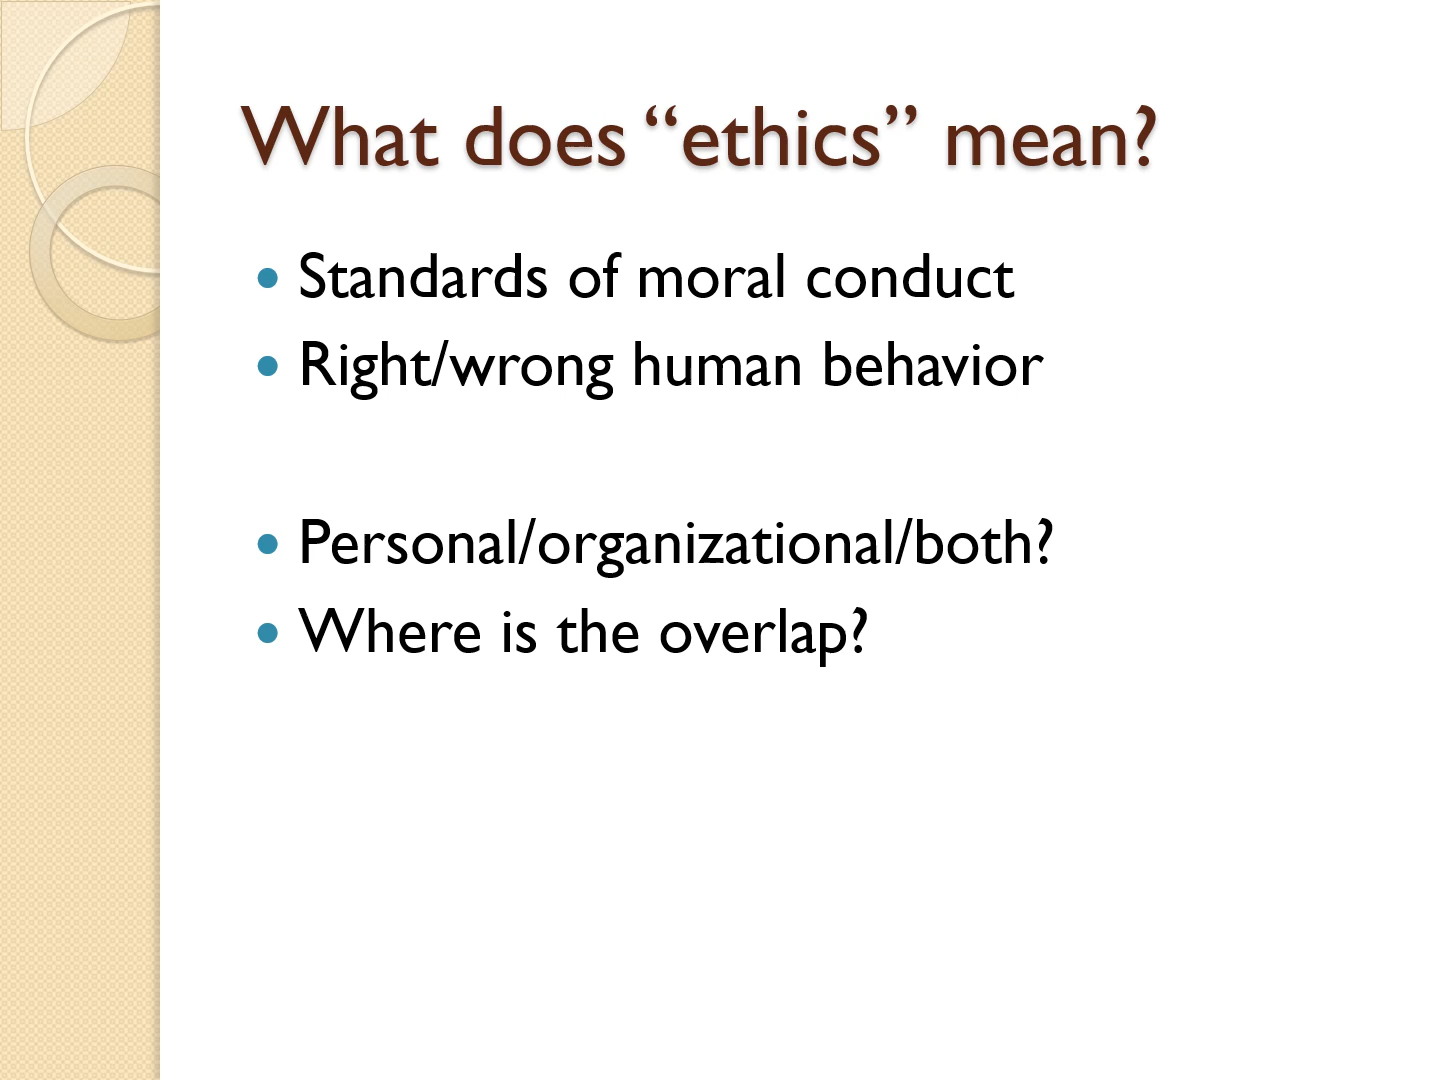 What does “ethics” mean?
• Standards of moral conduct
• Right/wrong human behavior
• Personal/organizational/both?
• Where is the overlap?